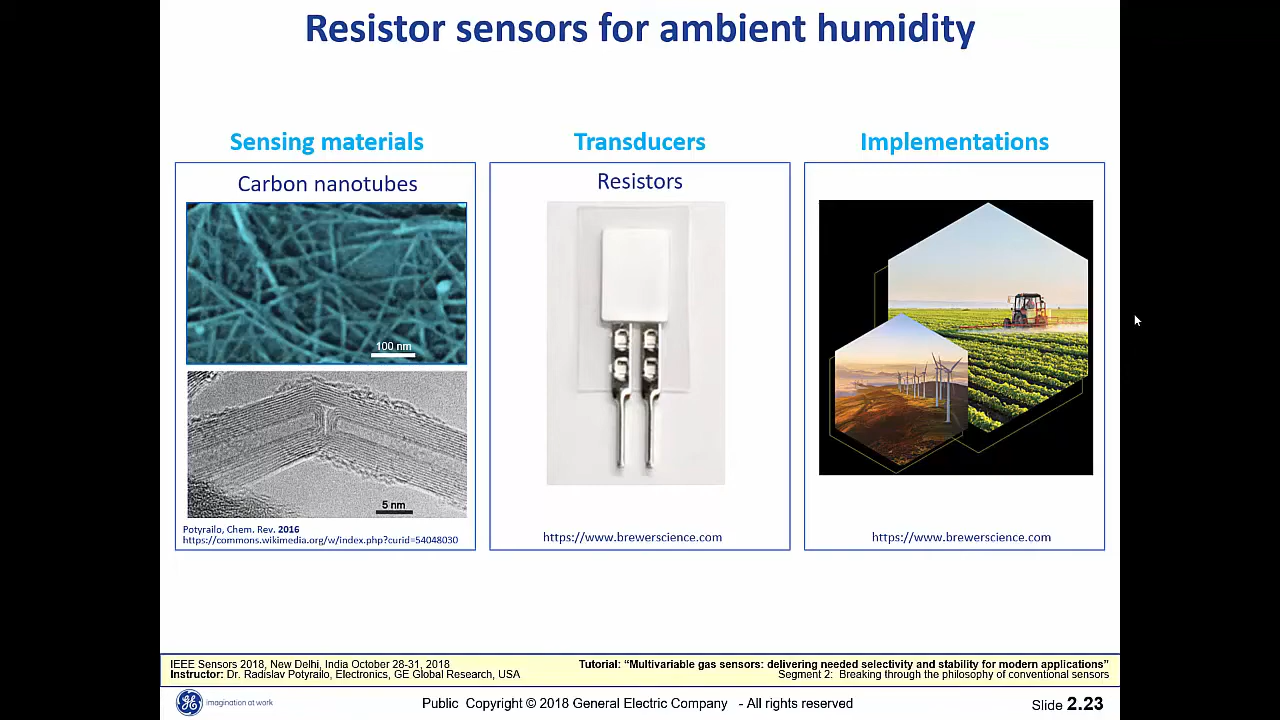 Resistor sensors for ambient humidity
Sensing materials
Carbon nanotubes
100 nm
5 nm
Potyrailo, Chem. Rev. 2016
https://commons.wikimedia.org/w/index.php?curid=54048030
Transducers
Resistors
https://www.brewerscience.com
Implementations
https://www.brewerscience.com
IEEE Sensors 2018, New Delhi, India October 28-31, 2018
Instructor: Dr. Radislav Potyrailo, Electronics, GE Global Research, USA
Tutorial: “Multivariable gas sensors: delivering needed selectivity and stability for modern applications”
Segment 2: Breaking through the philosophy of conventional sensors
GE imagination at work
Public Copyright © 2018 General Electric Company - All rights reserved
Slide 2.23